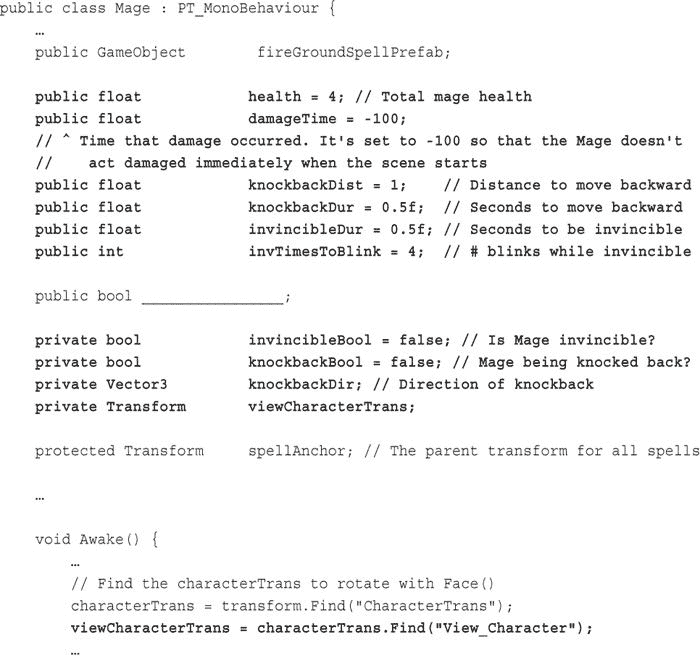 public class Mage : PT_MonoBehaviour {
…
public GameObject fireGroundSpellPrefab;
public float health = 4; // Total mage health
public float damageTime = -100;
// ^ Time that damage occurred. It's set to -100 so that the Mage doesn't
// act damaged immediately when the scene starts
public float knockbackDist = 1; // Distance to move backward
public float knockbackDur = 0.5f; // Seconds to move backward
public float invincibleDur = 0.5f; // Seconds to be invincible
public int invTimesToBlink = 4; // # blinks while invincible
public bool ________________;
private bool invincibleBool = false; // Is Mage invincible?
private bool knockbackBool = false; // Mage being knocked back?
private Vector3 knockbackDir; // Direction of knockback
private Transform viewCharacterTrans;
protected Transform spellAnchor; // The parent transform for all spells
…
void Awake() {
…
// Find the characterTrans to rotate with Face()
characterTrans = transform.Find("CharacterTrans");
viewCharacterTrans = characterTrans.Find("View_Character");
…